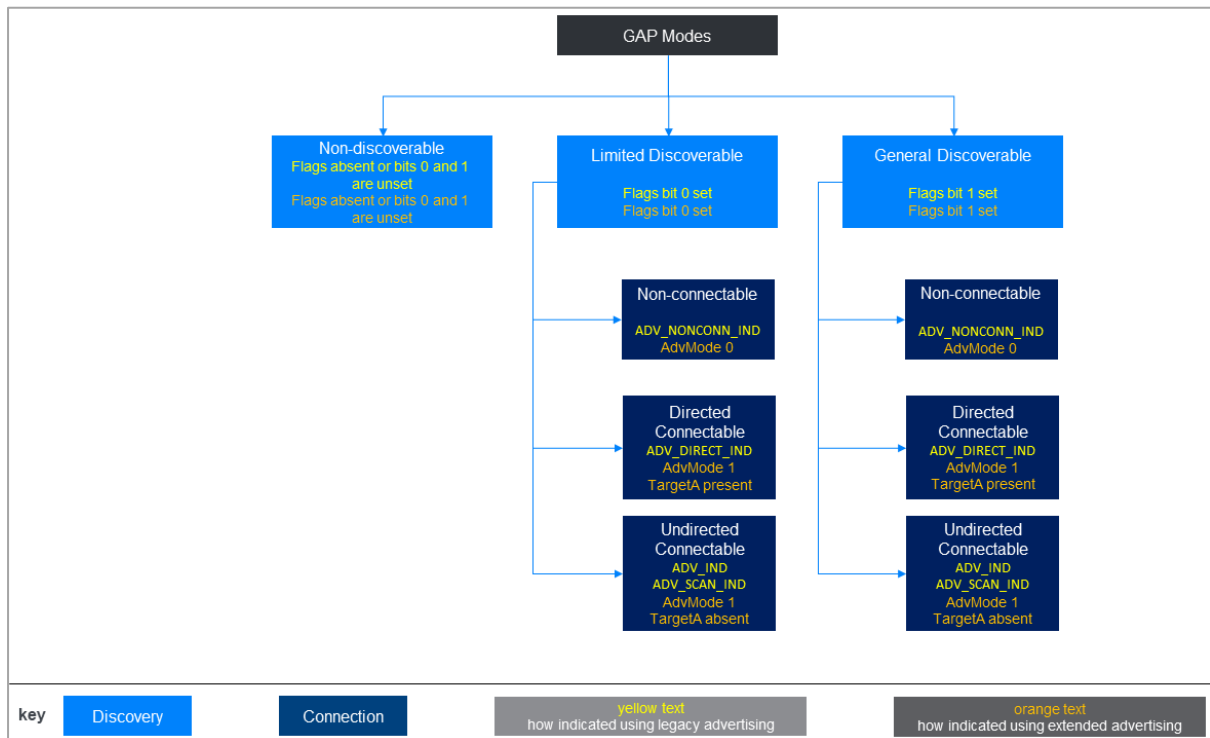 GAP Modes
Non-discoverable
Flags absent or bits 0 and 1
are unset
Flags absent or bits 0 and 1
are unset
Limited Discoverable
Flags bit 0 set
Flags bit 0 set
General Discoverable
Flags bit 1 set
Flags bit 1 set
Non-connectable
ADV_NONCONN_IND
AdvMode 0
Non-connectable
ADV_NONCONN_IND
AdvMode 0
Directed
Connectable
ADV_DIRECT_IND
AdvMode 1
TargetA present
Directed
Connectable
ADV_DIRECT_IND
AdvMode 1
TargetA present
Undirected
Connectable
ADV_IND
ADV_SCAN_IND
AdvMode 1
TargetA absent
Undirected
Connectable
ADV_IND
ADV_SCAN_IND
AdvMode 1
TargetA absent
key
Discovery
Connection
yellow text
how indicated using legacy advertising
orange text
how indicated using extended advertising